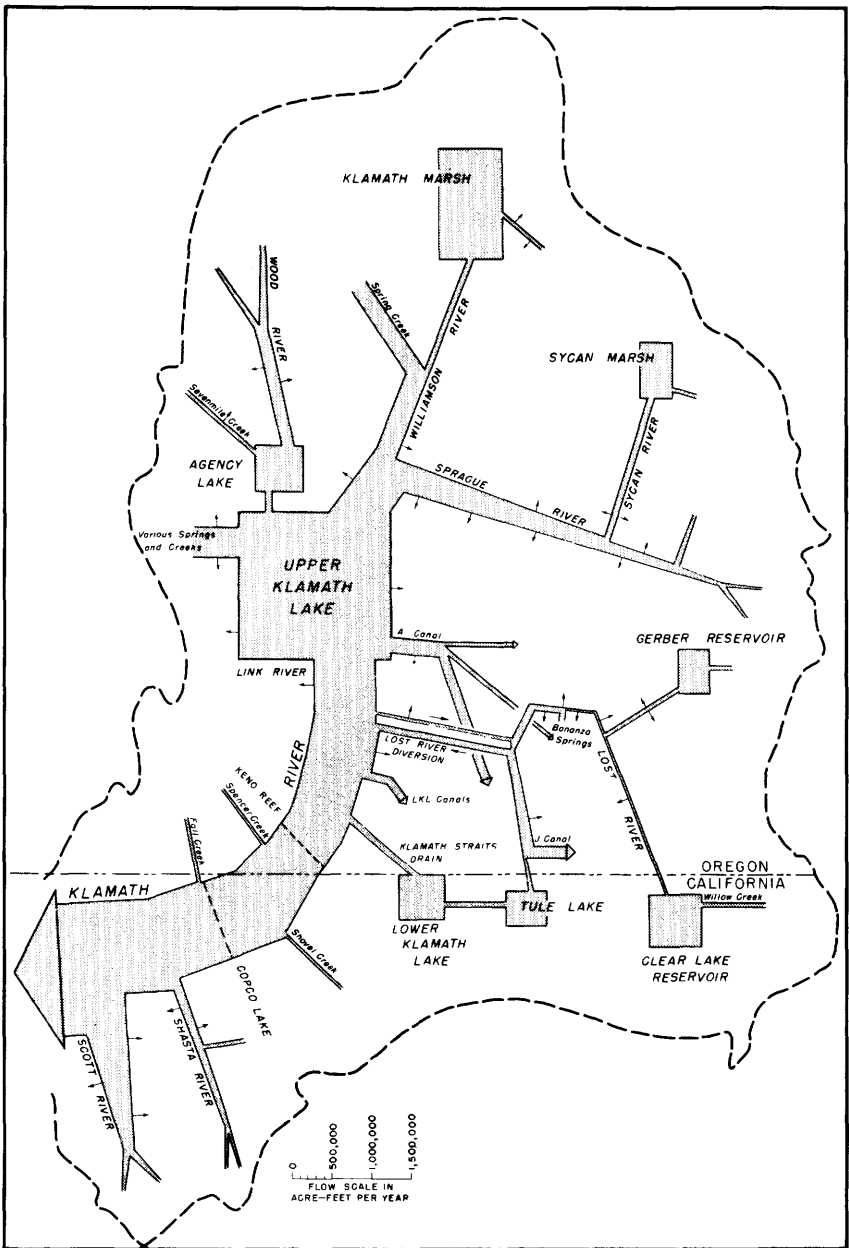 KLAMATH MARSH
WOOD
RIVER
Spring Creek
RIVER
WILLIAMSON
SYCAN MARSH
SYCAN RIVER
Sevenmile Creek
AGENCY
LAKE
SPRAGUE
RIVER
Various Springs
and Creeks
UPPER
KLAMATH
LAKE
A Canal
GERBER RESERVOIR
LINK RIVER
RIVER
LOST RIVER
DIVERSION
Bonanza
Springs
LOST
RIVER
KENO REEF
Spencer Creek
Fall Creek
LKL Canals
KLAMATH STRAITS
DRAIN
J Canal
OREGON
CALIFORNIA
KLAMATH
Willow Creek
TULE LAKE
LOWER
KLAMATH
LAKE
CLEAR LAKE
RESERVOIR
Shovel Creek
COPCO LAKE
SHASTA RIVER
SCOTT
RIVER
0
500,000
1,000,000
1,500,000
FLOW SCALE IN
ACRE-FEET PER YEAR